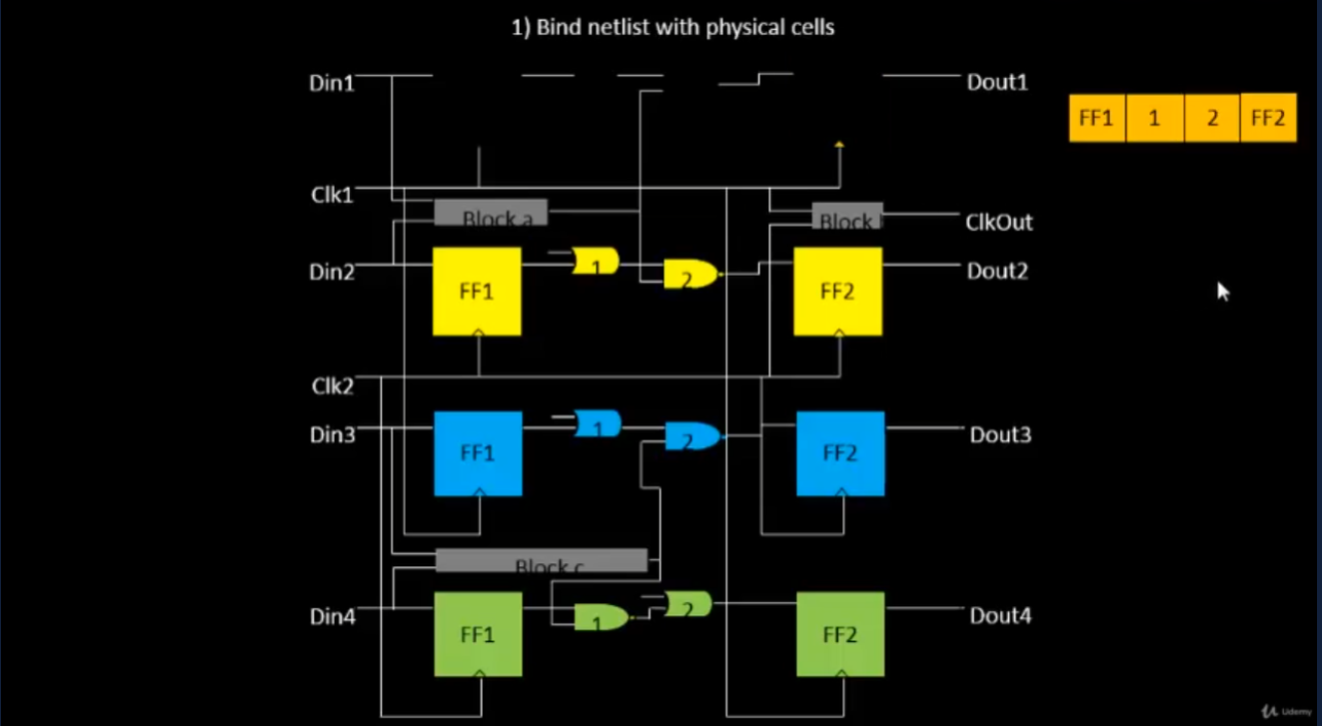 1) Bind netlist with physical cells
Din1
Dout1
FF1 1 2 FF2
Clk1
Block a
Block
ClkOut
Din2
FF1
1
2
FF2
Dout2
Clk2
Din3
FF1
1
2
FF2
Dout3
Block c
Din4
FF1
1
2
FF2
Dout4
Udemy